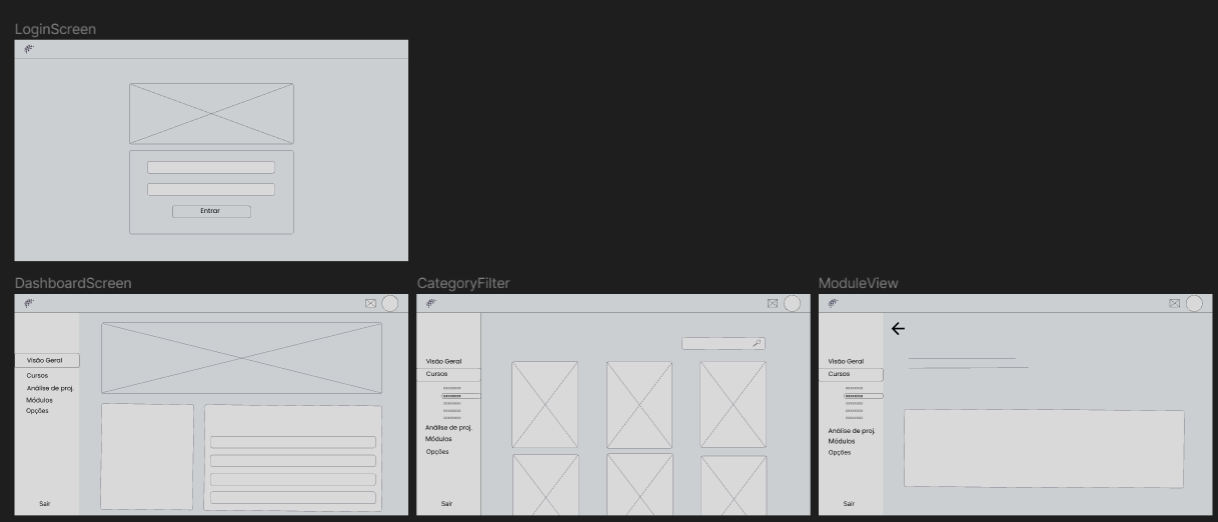 LoginScreen
Entrar
DashboardScreen
Visão Geral
Cursos
Análise de proj.
Módulos
Opções
Sair
CategoryFilter
Visão Geral
Cursos
Análise de proj.
Módulos
Opções
Sair
ModuleView
Visão Geral
Cursos
Análise de proj.
Módulos
Opções
Sair